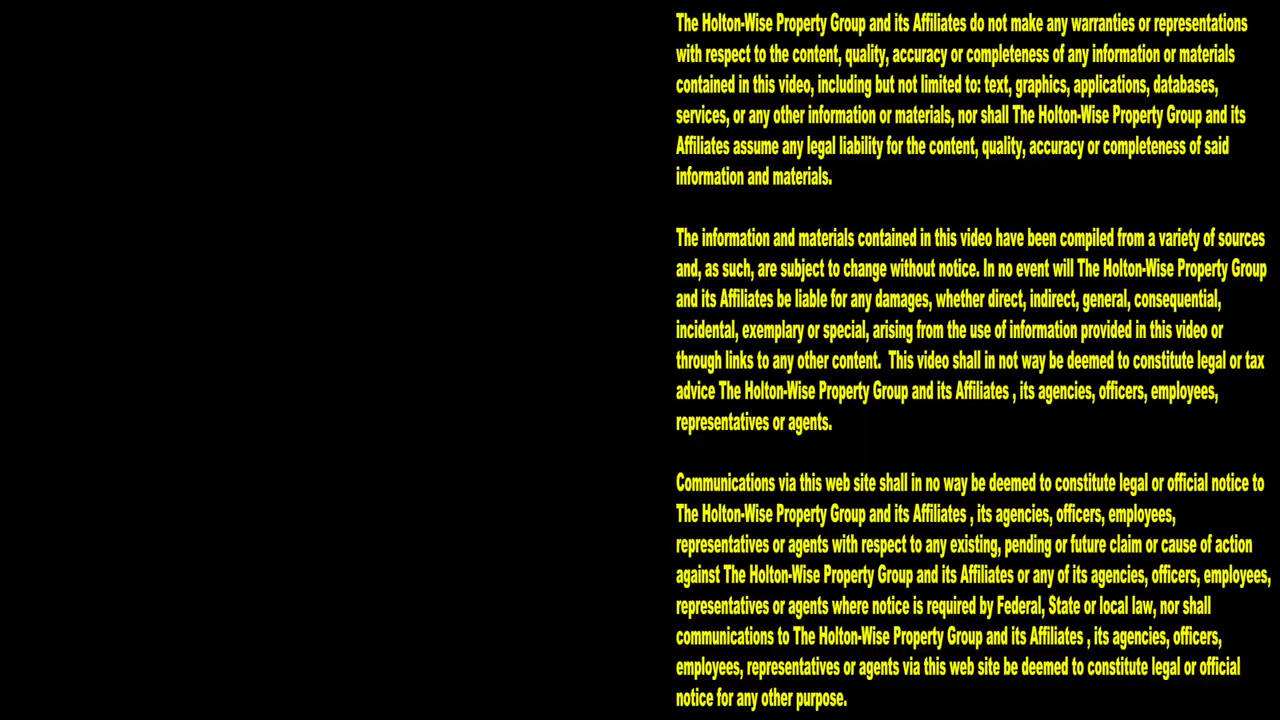 The Holton-Wise Property Group and its Affiliates do not make any warranties or representations
with respect to the content, quality, accuracy or completeness of any information or materials
contained in this video, including but not limited to: text, graphics, applications, databases,
services, or any other information or materials, nor shall The Holton-Wise Property Group and its
Affiliates assume any legal liability for the content, quality, accuracy or completeness of said
information and materials.
The information and materials contained in this video have been compiled from a variety of sources
and, as such, are subject to change without notice. In no event will The Holton-Wise Property Group
and its Affiliates be liable for any damages, whether direct, indirect, general, consequential,
incidental, exemplary or special, arising from the use of information provided in this video or
through links to any other content.  This video shall in not way be deemed to constitute legal or tax
advice The Holton-Wise Property Group and its Affiliates , its agencies, officers, employees,
representatives or agents.
Communications via this web site shall in no way be deemed to constitute legal or official notice to
The Holton-Wise Property Group and its Affiliates , its agencies, officers, employees,
representatives or agents with respect to any existing, pending or future claim or cause of action
against The Holton-Wise Property Group and its Affiliates or any of its agencies, officers, employees,
representatives or agents where notice is required by Federal, State or local law, nor shall
communications to The Holton-Wise Property Group and its Affiliates , its agencies, officers,
employees, representatives or agents via this web site be deemed to constitute legal or official
notice for any other purpose.